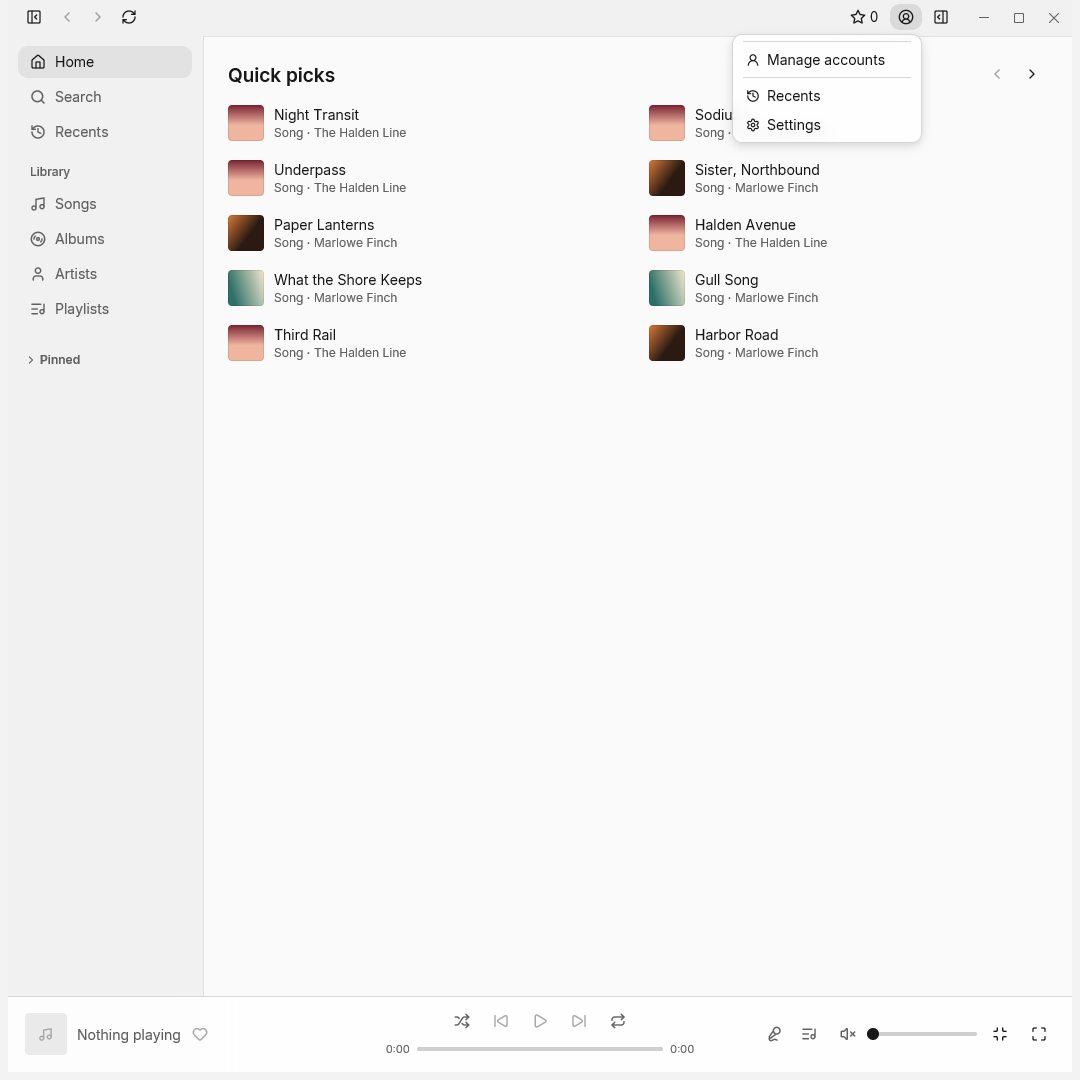 0
Home
Search
Recents
Library
Songs
Albums
Artists
Playlists
Pinned
Manage accounts
Recents
Settings
Quick picks
Night Transit
Song · The Halden Line
Underpass
Song · The Halden Line
Paper Lanterns
Song · Marlowe Finch
What the Shore Keeps
Song · Marlowe Finch
Third Rail
Song · The Halden Line
Song ·
Sister, Northbound
Song · Marlowe Finch
Halden Avenue
Song · The Halden Line
Gull Song
Song · Marlowe Finch
Harbor Road
Song · Marlowe Finch
Nothing playing
0:00
0:00